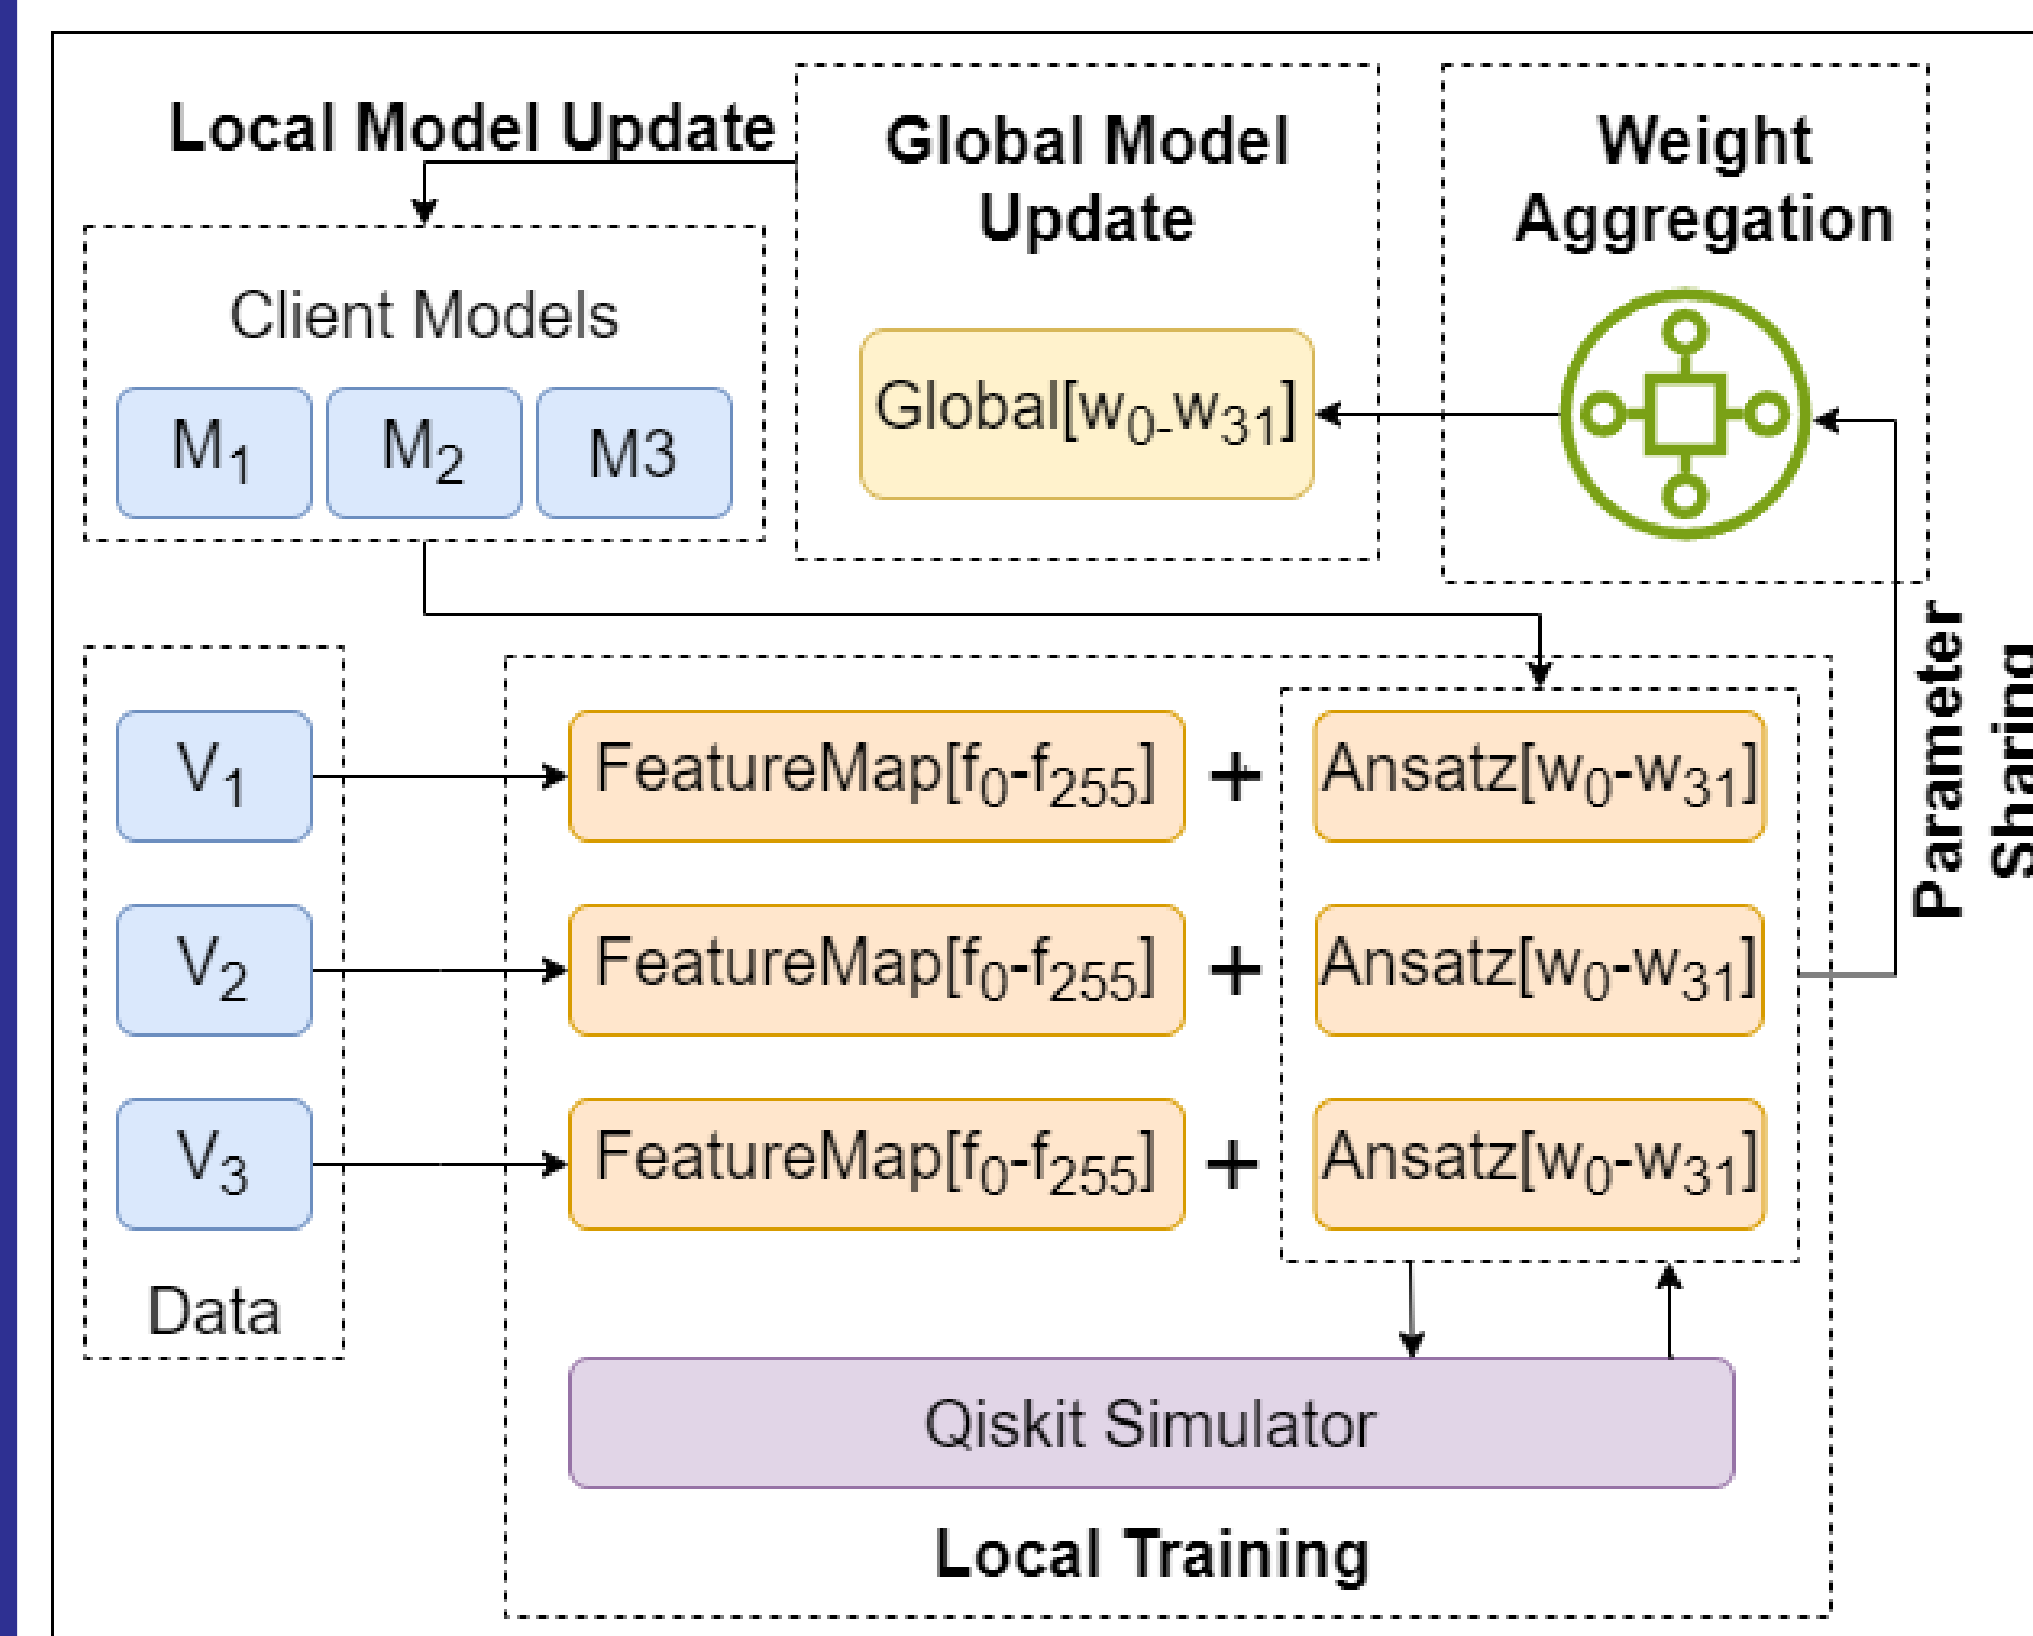 Local Model Update
Global Model
Update
Weight
Aggregation
Client Models
M₁ M₂ M3
Global[w₀₋w₃₁]
Parameter
Sharing
V₁ FeatureMap[f₀-f₂₅₅] + Ansatz[w₀-w₃₁]
V₂ FeatureMap[f₀-f₂₅₅] + Ansatz[w₀-w₃₁]
V₃ FeatureMap[f₀-f₂₅₅] + Ansatz[w₀-w₃₁]
Data
Qiskit Simulator
Local Training